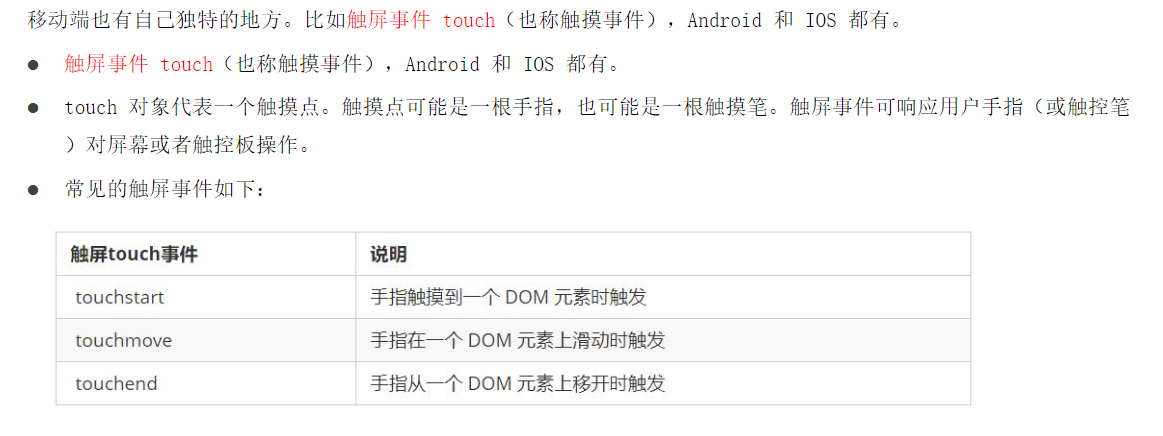 移动端也有自己独特的地方。比如触屏事件 touch（也称触摸事件），Android 和 IOS 都有。
● 触屏事件 touch（也称触摸事件），Android 和 IOS 都有。
● touch 对象代表一个触摸点。触摸点可能是一根手指，也可能是一根触摸笔。触屏事件可响应用户手指（或触控笔
）对屏幕或者触控板操作。
● 常见的触屏事件如下：
触屏touch事件 说明
touchstart 手指触摸到一个 DOM 元素时触发
touchmove 手指在一个 DOM 元素上滑动时触发
touchend 手指从一个 DOM 元素上移开时触发